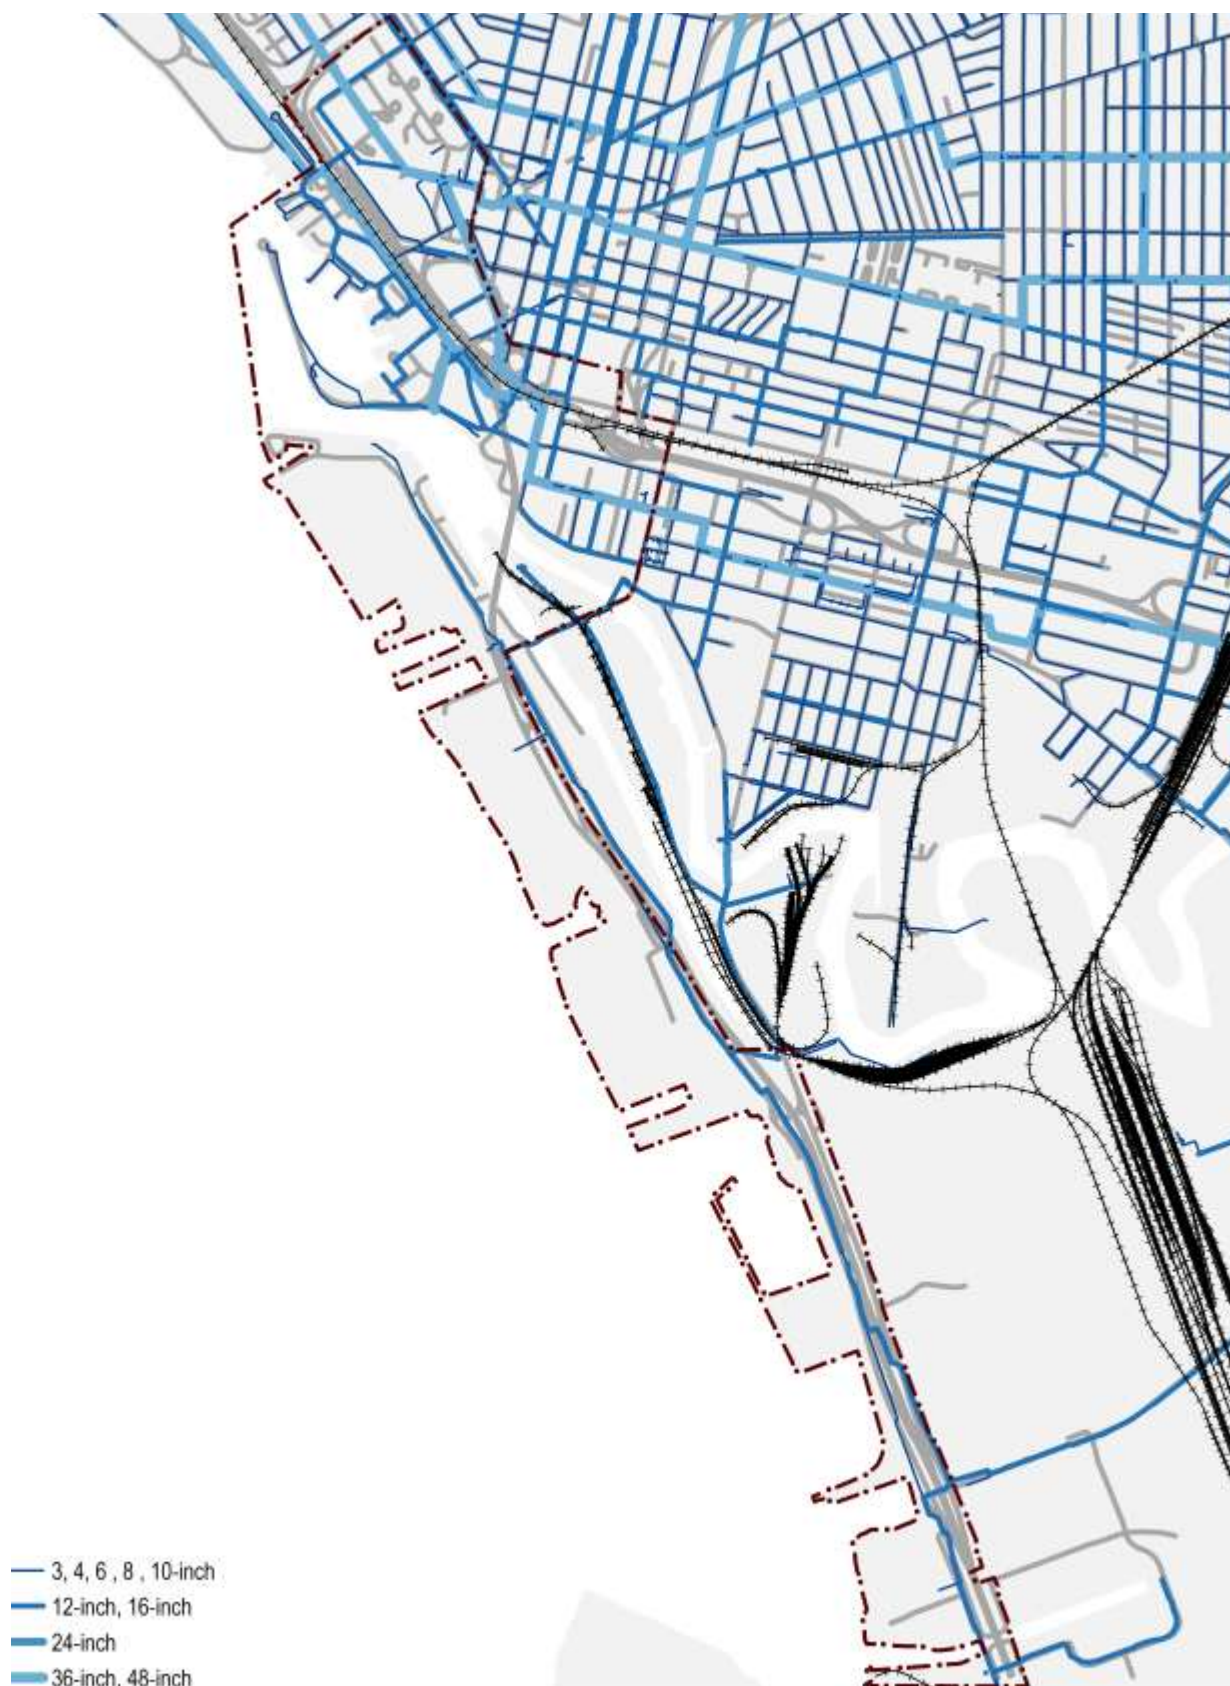 3, 4, 6 , 8 , 10-inch
12-inch, 16-inch
24-inch
36-inch, 48-inch